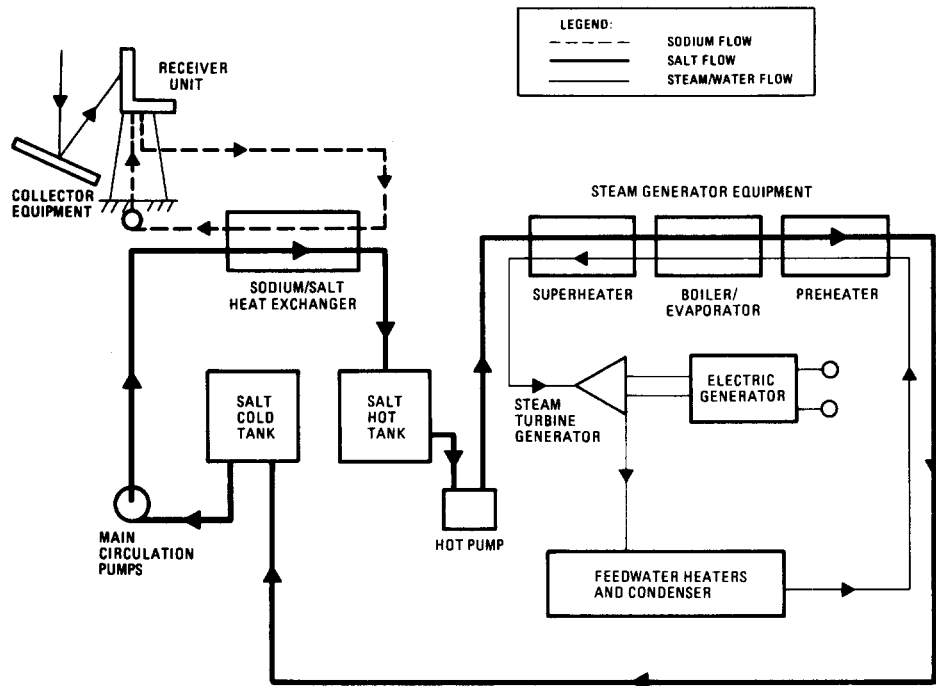 LEGEND:
SODIUM FLOW
SALT FLOW
STEAM/WATER FLOW
RECEIVER
UNIT
COLLECTOR
EQUIPMENT
STEAM GENERATOR EQUIPMENT
SODIUM/SALT
HEAT EXCHANGER
SUPERHEATER
BOILER/
EVAPORATOR
PREHEATER
SALT
COLD
TANK
SALT
HOT
TANK
STEAM
TURBINE
GENERATOR
ELECTRIC
GENERATOR
MAIN
CIRCULATION
PUMPS
HOT PUMP
FEEDWATER HEATERS
AND CONDENSER